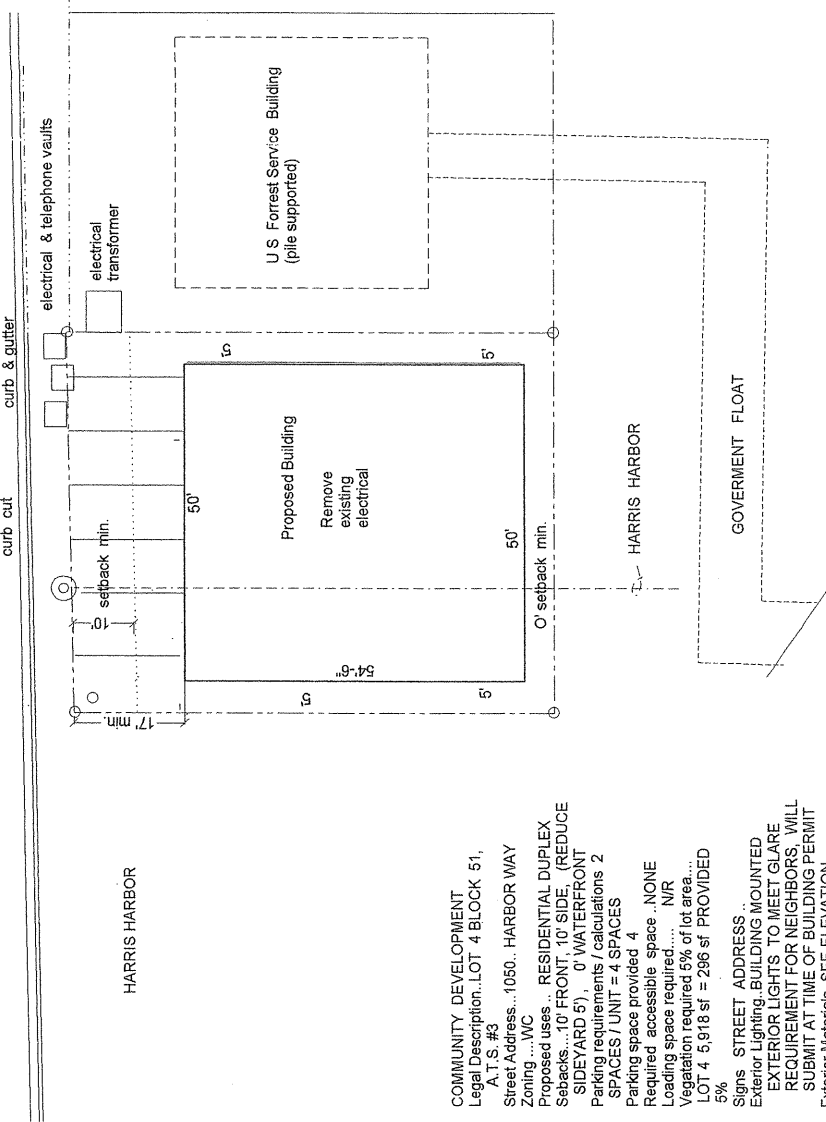 curb cut
curb & gutter
electrical & telephone vaults
electrical
transformer
U S Forrest Service Building
(pile supported)
10'
setback min.
17' min.
50'
5'
5'
Proposed Building
Remove
existing
electrical
54'-6"
5'
5'
50'
O' setback min.
HARRIS HARBOR
GOVERMENT FLOAT
HARRIS HARBOR
COMMUNITY DEVELOPMENT
Legal Description..LOT 4 BLOCK 51,
A.T.S. #3
Street Address...1050.. HARBOR WAY
Zoning ....WC
Proposed uses .. RESIDENTIAL DUPLEX
Sebacks....10' FRONT, 10' SIDE, (REDUCE
SIDEYARD 5') , 0' WATERFRONT
Parking requirements / calculations 2
SPACES / UNIT = 4 SPACES
Parking space provided 4
Required accessible space ..NONE
Loading space required..... N/R
Vegatation required 5% of lot area....
LOT 4 5,918 sf = 296 sf PROVIDED
5%
Signs STREET ADDRESS ..
Exterior Lighting..BUILDING MOUNTED
EXTERIOR LIGHTS TO MEET GLARE
REQUIREMENT FOR NEIGHBORS, WILL
SUBMIT AT TIME OF BUILDING PERMIT
Exterior Materials SEE ELEVATION